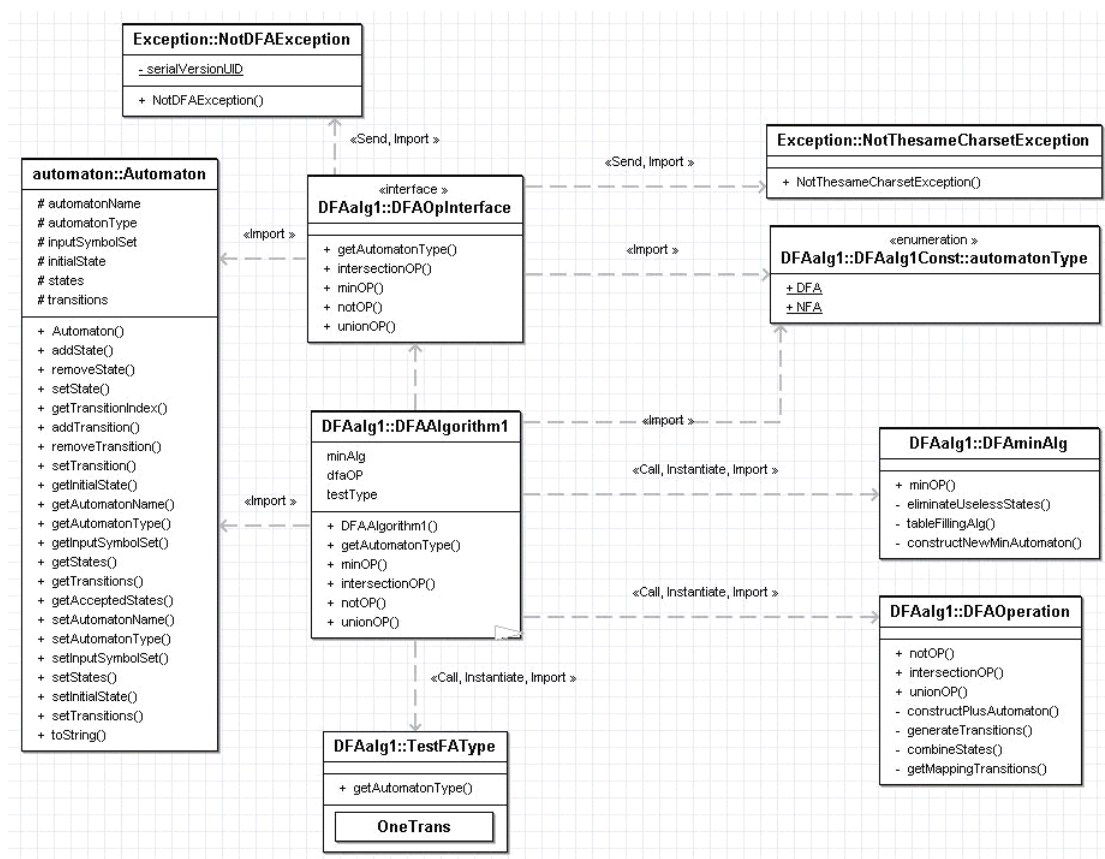 Exception::NotDFAException
- serialVersionUID
+ NotDFAException()
«Send, Import »
«Send, Import »
Exception::NotThesameCharsetException
+ NotThesameCharsetException()
automaton::Automaton
# automatonName
# automatonType
# inputSymbolSet
# initialState
# states
# transitions
+ Automaton()
+ addState()
+ removeState()
+ setState()
+ getTransitionIndex()
+ addTransition()
+ removeTransition()
+ setTransition()
+ getInitialState()
+ getAutomatonName()
+ getAutomatonType()
+ getInputSymbolSet()
+ getStates()
+ getTransitions()
+ getAcceptedStates()
+ setAutomatonName()
+ setAutomatonType()
+ setInputSymbolSet()
+ setStates()
+ setInitialState()
+ setTransitions()
+ toString()
«Import »
«interface »
DFAalg1::DFAOpInterface
+ getAutomatonType()
+ intersectionOP()
+ minOP()
+ notOP()
+ unionOP()
«Import »
«enumeration »
DFAalg1::DFAalg1Const::automatonType
+ DFA
+ NFA
«Import »
DFAalg1::DFAAlgorithm1
minAlg
dfaOP
testType
+ DFAAlgorithm1()
+ getAutomatonType()
+ minOP()
+ intersectionOP()
+ notOP()
+ unionOP()
«Import »
«Call, Instantiate, Import »
DFAalg1::DFAminAlg
+ minOP()
- eliminateUselessStates()
- tableFillingAlg()
- constructNewMinAutomaton()
«Call, Instantiate, Import »
DFAalg1::DFAOperation
+ notOP()
+ intersectionOP()
+ unionOP()
- constructPlusAutomaton()
- generateTransitions()
- combineStates()
- getMappingTransitions()
«Call, Instantiate, Import »
DFAalg1::TestFAType
+ getAutomatonType()
OneTrans